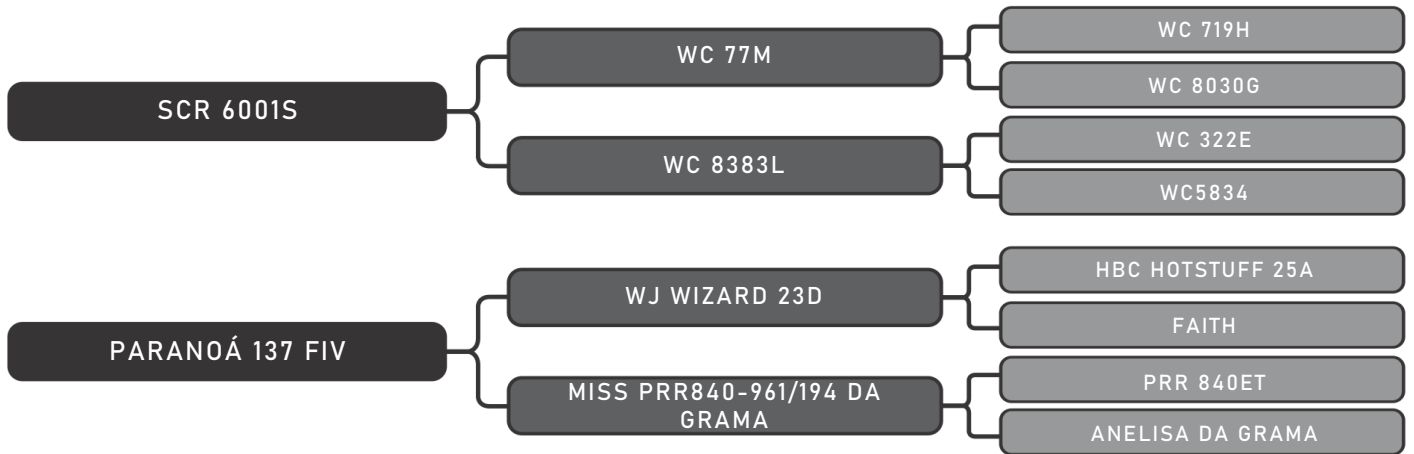 SCR 6001S
WC 77M
WC 719H
WC 8030G
WC 8383L
WC 322E
WC5834
PARANOÁ 137 FIV
WJ WIZARD 23D
HBC HOTSTUFF 25A
FAITH
MISS PRR840-961/194 DA
GRAMA
PRR 840ET
ANELISA DA GRAMA